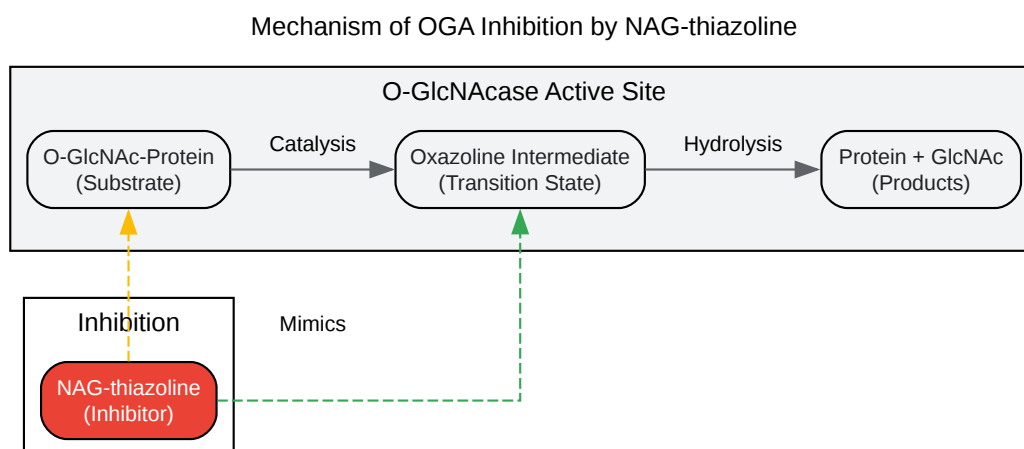 Mechanism of OGA Inhibition by NAG-thiazoline
O-GlcNAcase Active Site
O-GlcNAc-Protein
(Substrate)
Catalysis
Oxazoline Intermediate
(Transition State)
Hydrolysis
Protein + GlcNAc
(Products)
Inhibition
Mimics
NAG-thiazoline
(Inhibitor)